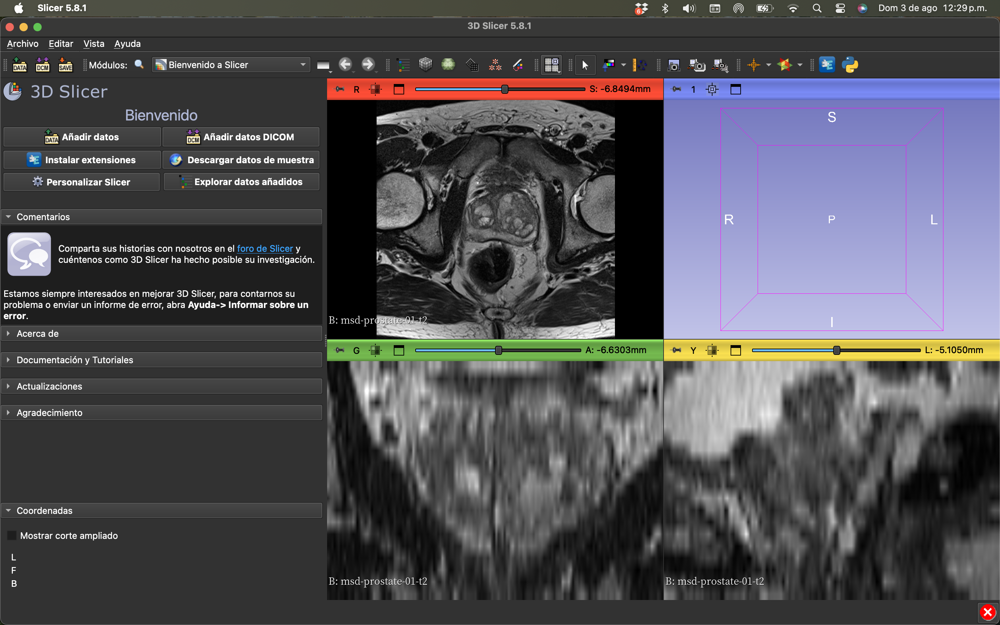 Slicer 5.8.1
6
Dom 3 de ago 12:29 p.m.
3D Slicer 5.8.1
Archivo Editar Vista Ayuda
DATA DCM SAVE Módulos: Bienvenido a Slicer
3D Slicer
Bienvenido
DATA Añadir datos
DCM Añadir datos DICOM
Instalar extensiones
Descargar datos de muestra
Personalizar Slicer
Explorar datos añadidos
Comentarios
Comparta sus historias con nosotros en el foro de Slicer y
cuéntenos como 3D Slicer ha hecho posible su investigación.
Estamos siempre interesados en mejorar 3D Slicer, para contarnos su
problema o enviar un informe de error, abra Ayuda-> Informar sobre un
error.
Acerca de
Documentación y Tutoriales
Actualizaciones
Agradecimiento
Coordenadas
Mostrar corte ampliado
L
F
B
R S: -6.8494mm
B: msd-prostate-01-t2
1
S
R P L
I
G A: -6.6303mm
B: msd-prostate-01-t2
Y L: -5.1050mm
B: msd-prostate-01-t2